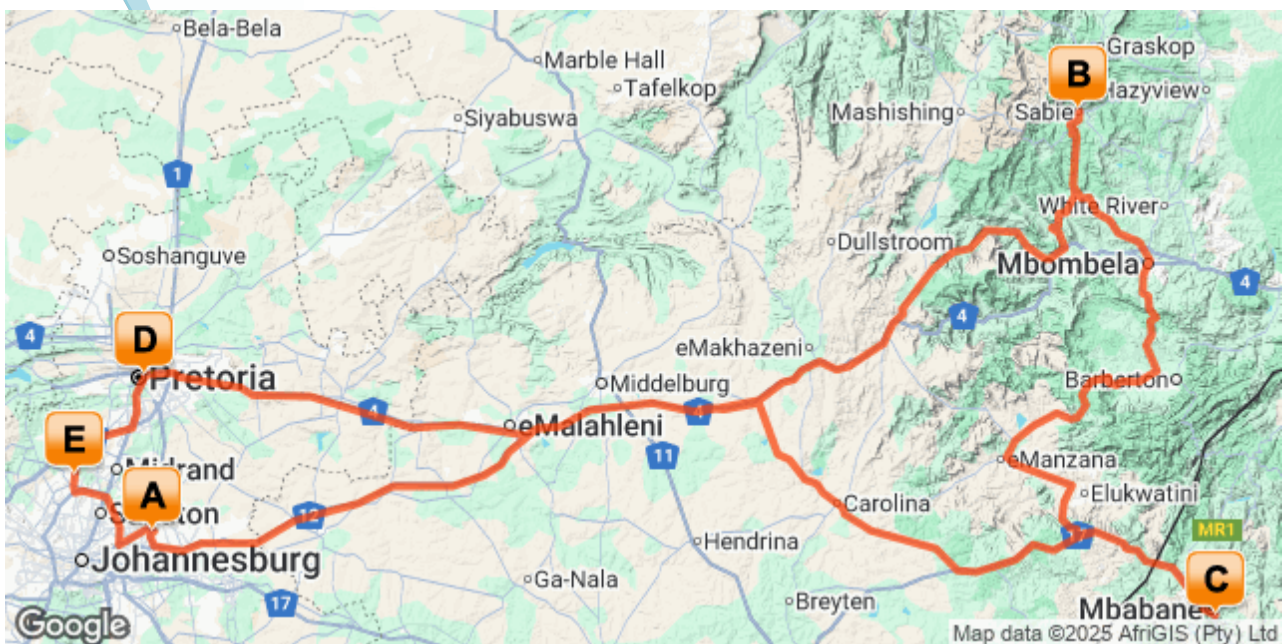 Bela-Bela
Marble Hall
Tafelkop
Graskop
B
Hazyview
Mashishing
Sabie
Siyabuswa
1
White River
Soshanguve
Dullstroom
Mbombela
4
4
4
D
Pretoria
eMakhazeni
Middelburg
Barberton
4
4
eMalahleni
E
Midrand
11
eManzana
A
Elukwatini
S
ton
12
Carolina
17
MR1
Johannesburg
Hendrina
C
Ga-Nala
17
Breyten
Mbabane
Google
Map data ©2025 AfriGIS (Pty) Ltd